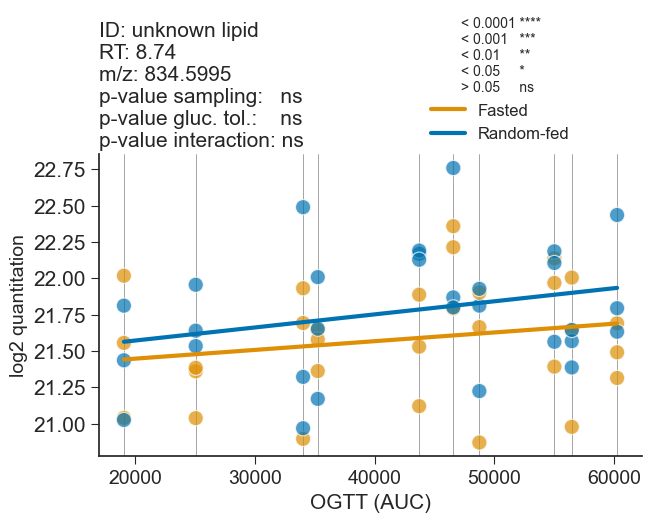 ID: unknown lipid
RT: 8.74
m/z: 834.5995
p-value sampling: ns
p-value gluc. tol.: ns
p-value interaction: ns
< 0.0001 ****
< 0.001 ***
< 0.01 **
< 0.05 *
> 0.05 ns
Fasted
Random-fed
log2 quantitation
22.75
22.50
22.25
22.00
21.75
21.50
21.25
21.00
20000 30000 40000 50000 60000
OGTT (AUC)